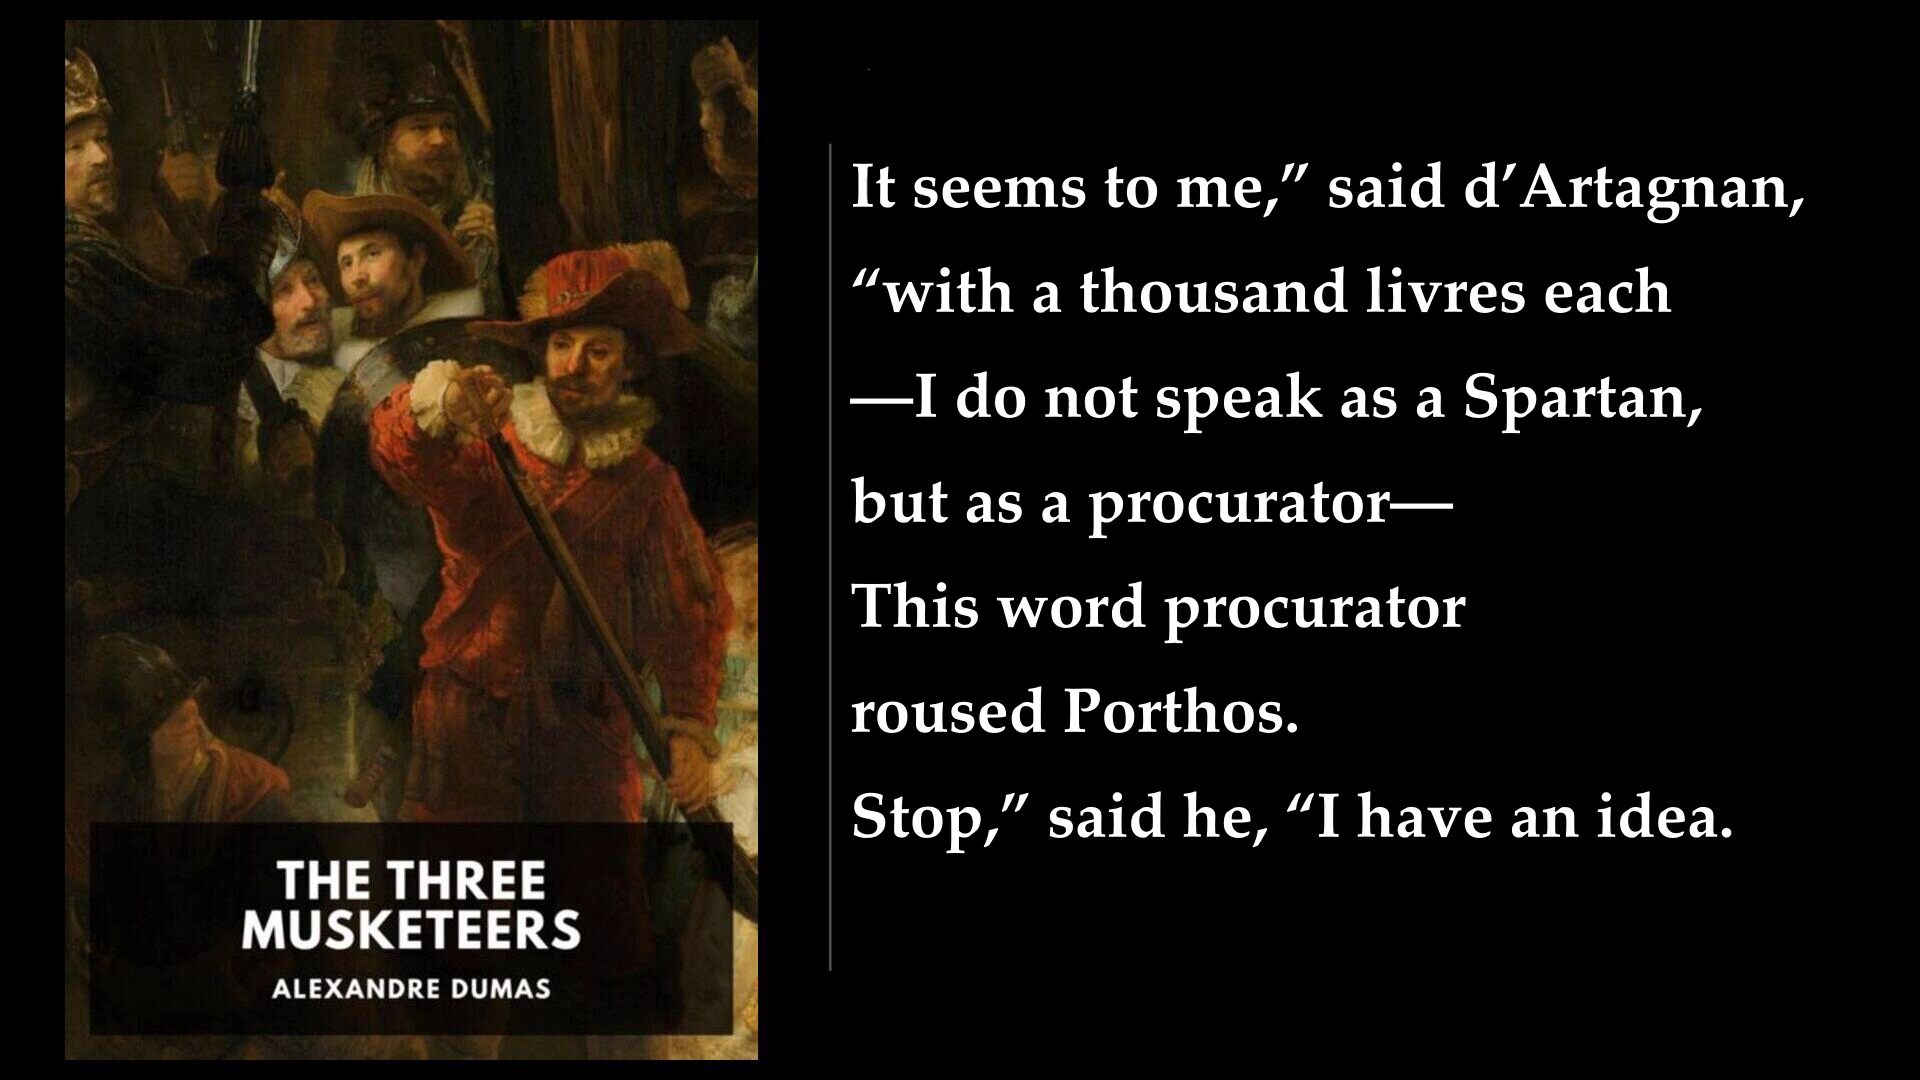 It seems to me,” said d’Artagnan,
“with a thousand livres each
—I do not speak as a Spartan,
but as a procurator—
This word procurator
roused Porthos.
Stop,” said he, “I have an idea.
THE THREE
MUSKETEERS
ALEXANDRE DUMAS